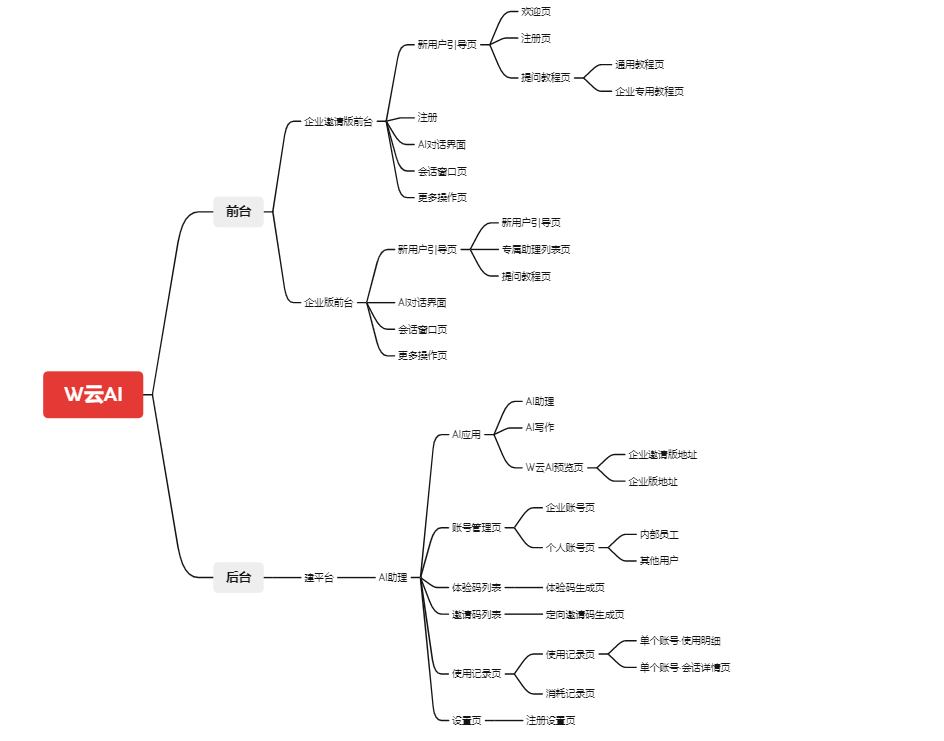 W云AI
前台
企业邀请版前台
新用户引导页
欢迎页
注册页
提问教程页
通用教程页
企业专用教程页
注册
AI对话界面
会话窗口页
更多操作页
企业版前台
新用户引导页
新用户引导页
专属助理列表页
提问教程页
AI对话界面
会话窗口页
更多操作页
后台
建平台
AI助理
AI应用
AI助理
AI写作
W云AI预览页
企业邀请版地址
企业版地址
账号管理页
企业账号页
个人账号页
内部员工
其他用户
体验码列表
体验码生成页
邀请码列表
定向邀请码生成页
使用记录页
使用记录页
单个账号-使用明细
单个账号-会话详情页
消耗记录页
设置页
注册设置页